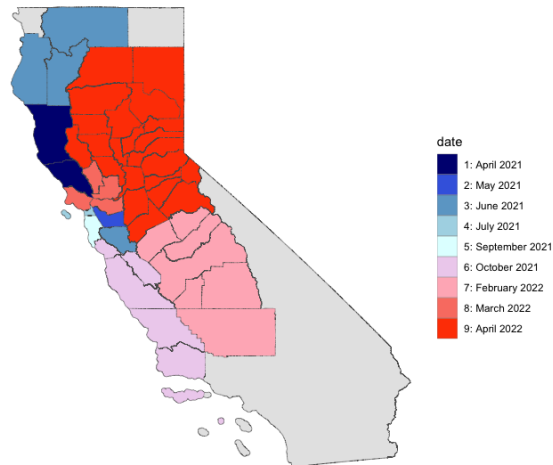 date
1: April 2021
2: May 2021
3: June 2021
4: July 2021
5: September 2021
6: October 2021
7: February 2022
8: March 2022
9: April 2022